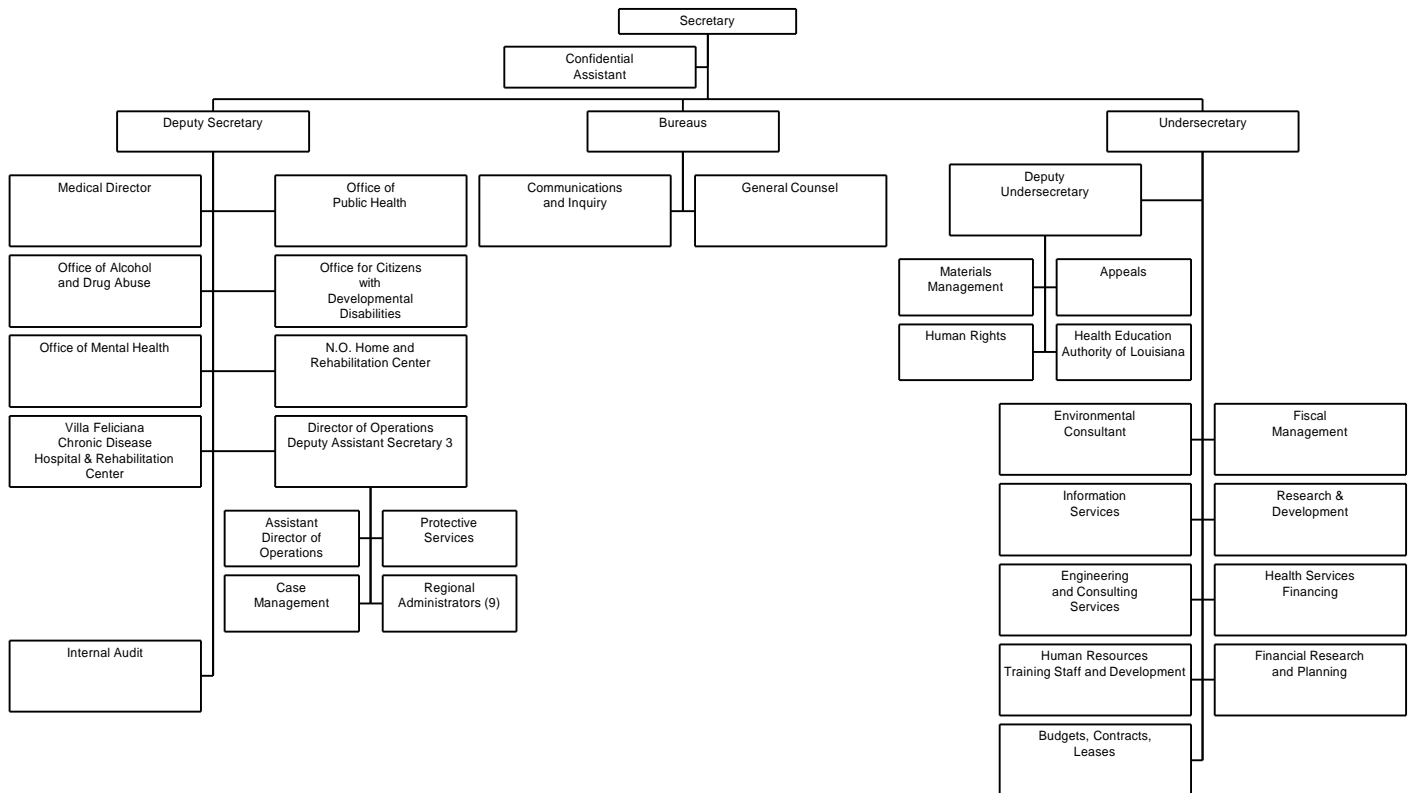 Secretary
Confidential
Assistant
Deputy Secretary
Bureaus
Undersecretary
Medical Director
Office of
Public Health
Communications
and Inquiry
General Counsel
Deputy
Undersecretary
Office of Alcohol
and Drug Abuse
Office for Citizens
with
Developmental
Disabilities
Materials
Management
Appeals
Office of Mental Health
N.O. Home and
Rehabilitation Center
Human Rights
Health Education
Authority of Louisiana
Villa Feliciana
Chronic Disease
Hospital & Rehabilitation
Center
Director of Operations
Deputy Assistant Secretary 3
Environmental
Consultant
Fiscal
Management
Assistant
Director of
Operations
Protective
Services
Information
Services
Research &
Development
Case
Management
Regional
Administrators (9)
Engineering
and Consulting
Services
Health Services
Financing
Internal Audit
Human Resources
Training Staff and Development
Financial Research
and Planning
Budgets, Contracts,
Leases